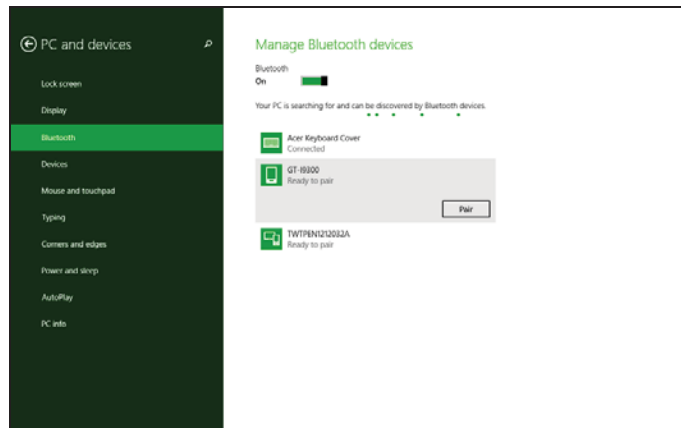 PC and devices
Lock screen
Display
Bluetooth
Devices
Mouse and touchpad
Typing
Corners and edges
Power and sleep
AutoPlay
PC info
Manage Bluetooth devices
Bluetooth
On
Your PC is searching for and can be discovered by Bluetooth devices.
Acer Keyboard Cover
Connected
GT-I9300
Ready to pair
Pair
TWTPEN1212032A
Ready to pair